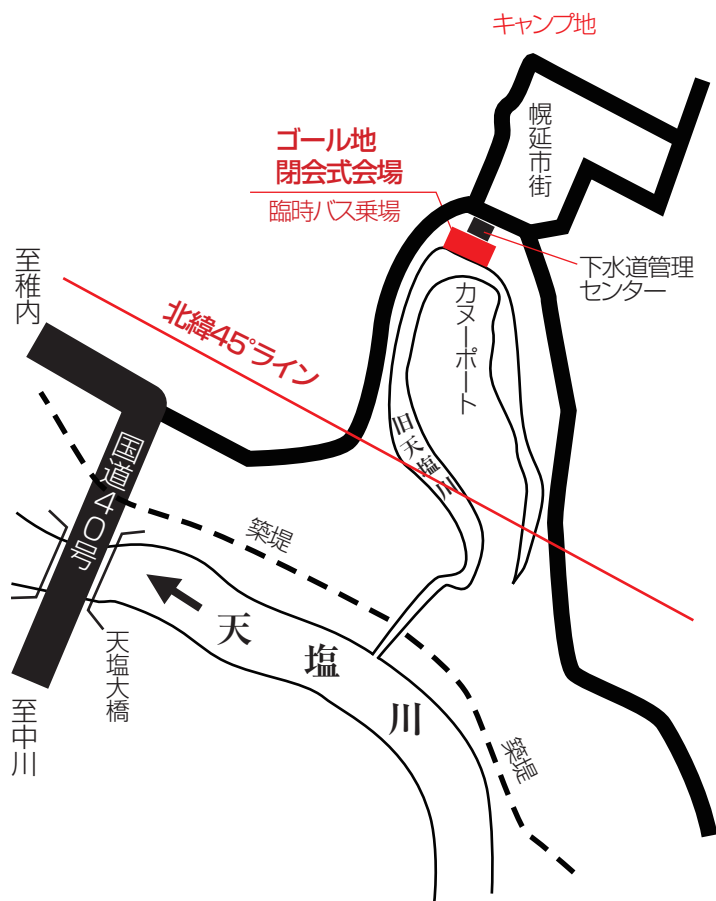 キャンプ地
幌延市街
ゴール地
閉会式会場
臨時バス乗場
下水道管理
センター
至稚内
カヌーポート
北緯45°ライン
旧天塩川
国道40号
築堤
天塩川
天塩大橋
至中川
築堤